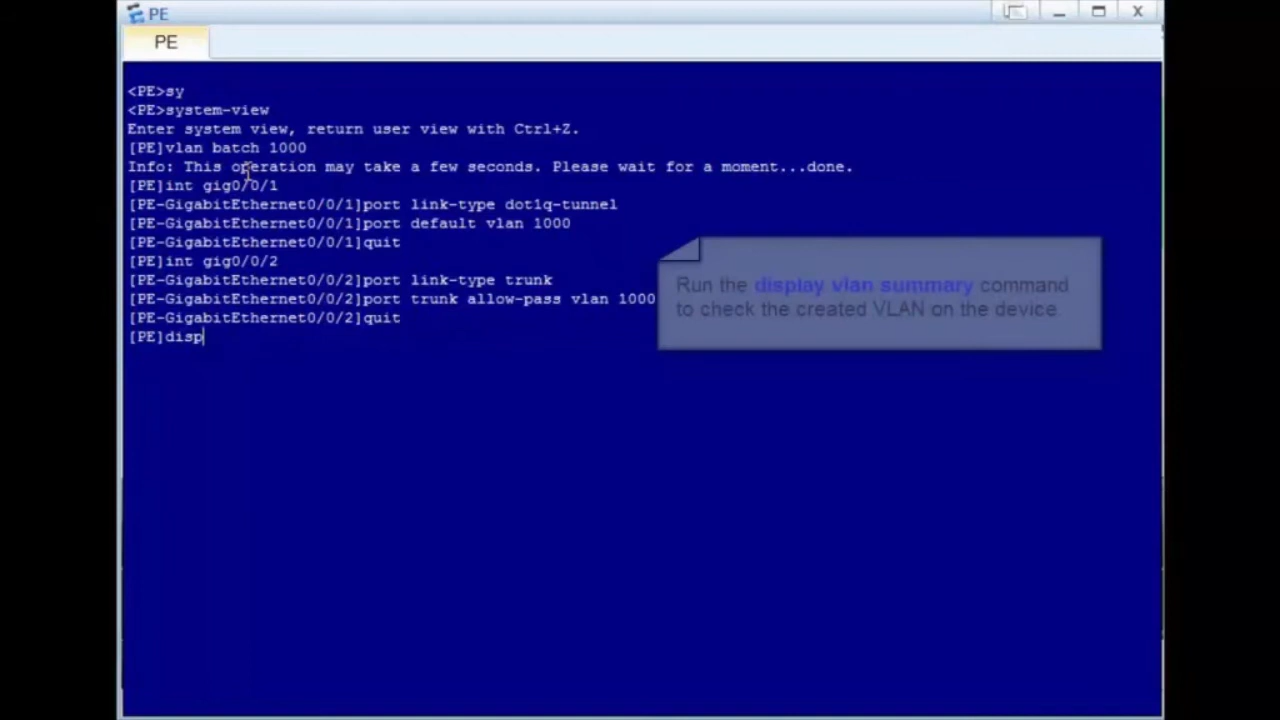 PE
PE
<PE>sy
<PE>system-view
Enter system view, return user view with Ctrl+Z.
[PE]vlan batch 1000
Info: This operation may take a few seconds. Please wait for a moment...done.
[PE]int gig0/0/1
[PE-GigabitEthernet0/0/1]port link-type dot1q-tunnel
[PE-GigabitEthernet0/0/1]port default vlan 1000
[PE-GigabitEthernet0/0/1]quit
[PE]int gig0/0/2
[PE-GigabitEthernet0/0/2]port link-type trunk
[PE-GigabitEthernet0/0/2]port trunk allow-pass vlan 1000
[PE-GigabitEthernet0/0/2]quit
[PE]disp
Run the display vlan summary command
to check the created VLAN on the device